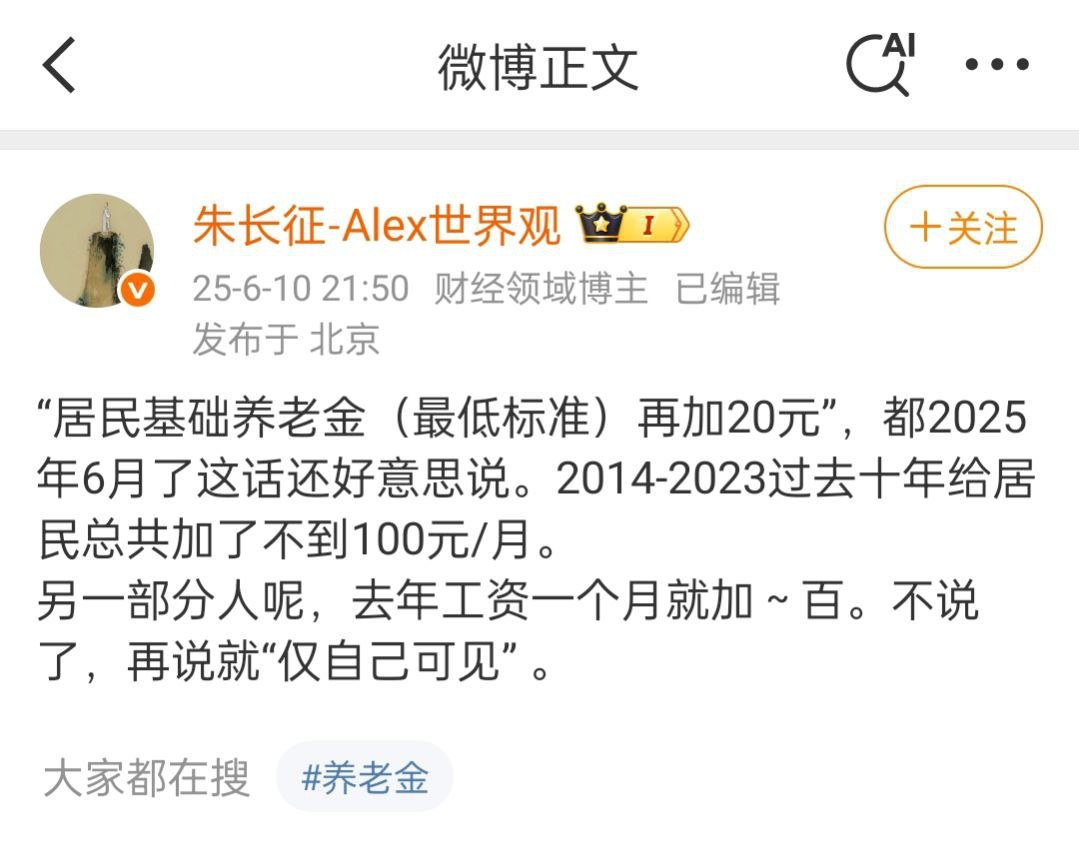 微博正文
AI
朱长征-Alex世界观
I
+关注
25-6-10 21:50 财经领域博主 已编辑
发布于 北京
“居民基础养老金（最低标准）再加20元”，都2025
年6月了这话还好意思说。2014-2023过去十年给居
民总共加了不到100元/月。
另一部分人呢，去年工资一个月就加 ~ 百。不说
了，再说就“仅自己可见” 。
大家都在搜 #养老金